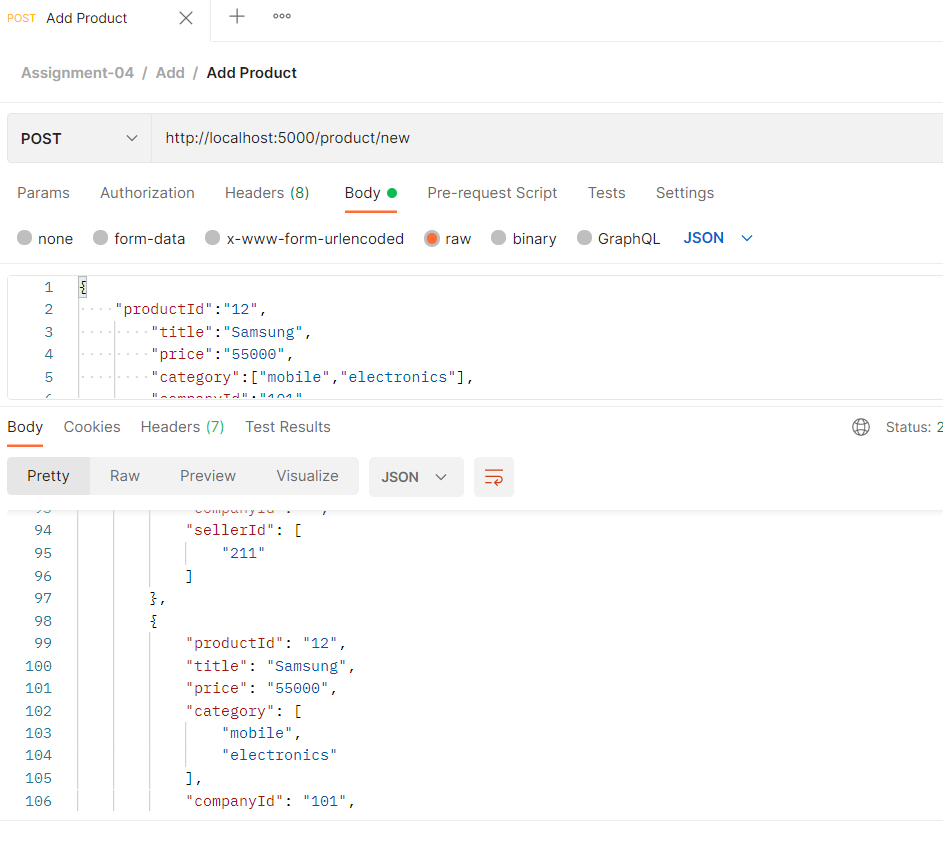 POST Add Product
Assignment-04 / Add / Add Product
POST http://localhost:5000/product/new
Params Authorization Headers (8) Body Pre-request Script Tests Settings
none form-data x-www-form-urlencoded raw binary GraphQL JSON
1 {
2 "productId":"12",
3 "title":"Samsung",
4 "price":"55000",
5 "category":["mobile","electronics"],
6 "companyId":"101"
Body Cookies Headers (7) Test Results Status: 2
Pretty Raw Preview Visualize JSON
93 "companyId":
94 "sellerId": [
95 "211"
96 ]
97 },
98 {
99 "productId": "12",
100 "title": "Samsung",
101 "price": "55000",
102 "category": [
103 "mobile",
104 "electronics"
105 ],
106 "companyId": "101",